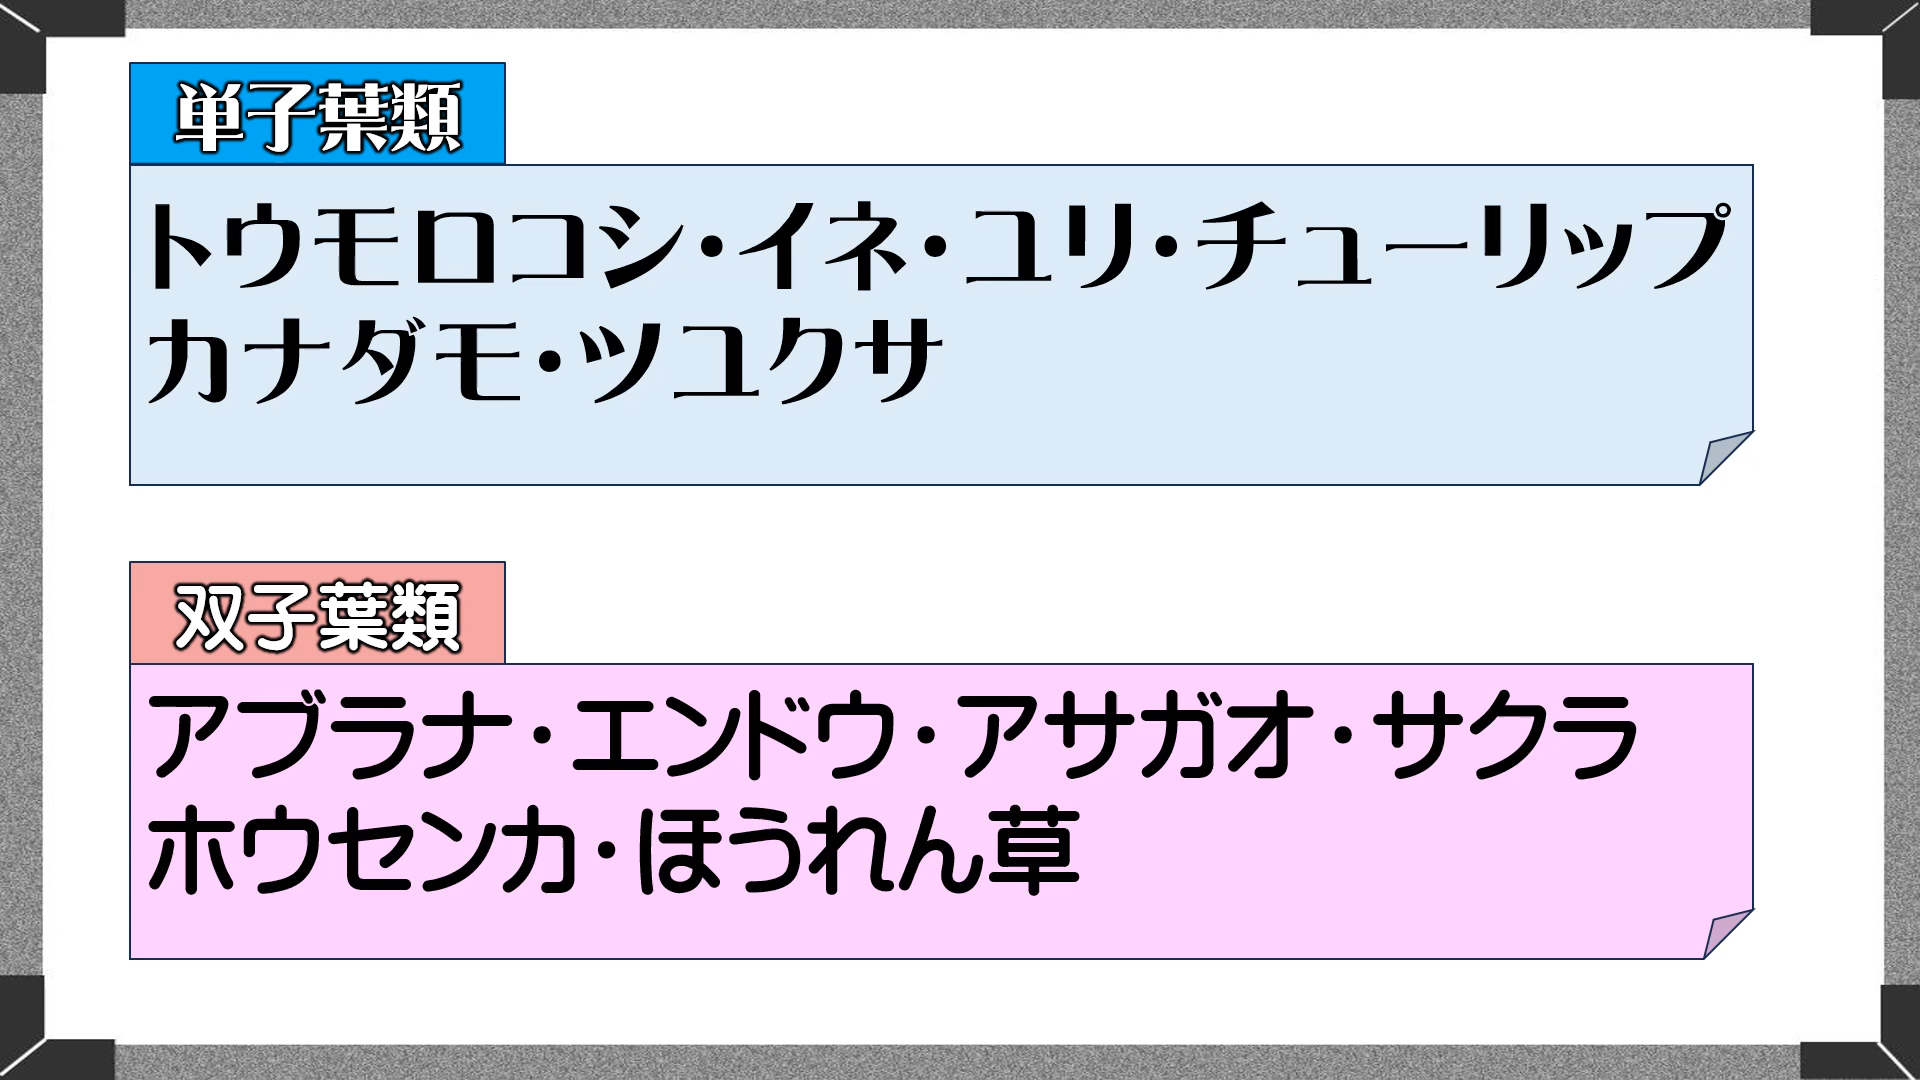 単子葉類
トウモロコシ・イネ・ユリ・チューリップ
カナダモ・ツユクサ
双子葉類
アブラナ・エンドウ・アサガオ・サクラ
ホウセンカ・ほうれん草